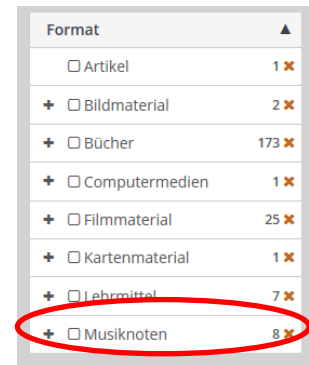 Format ▲
☐ Artikel 1 ✖
+ ☐ Bildmaterial 2 ✖
+ ☐ Bücher 173 ✖
+ ☐ Computermedien 1 ✖
+ ☐ Filmmaterial 25 ✖
+ ☐ Kartenmaterial 1 ✖
+ ☐ Lehrmittel 7 ✖
+ ☐ Musiknoten 8 ✖